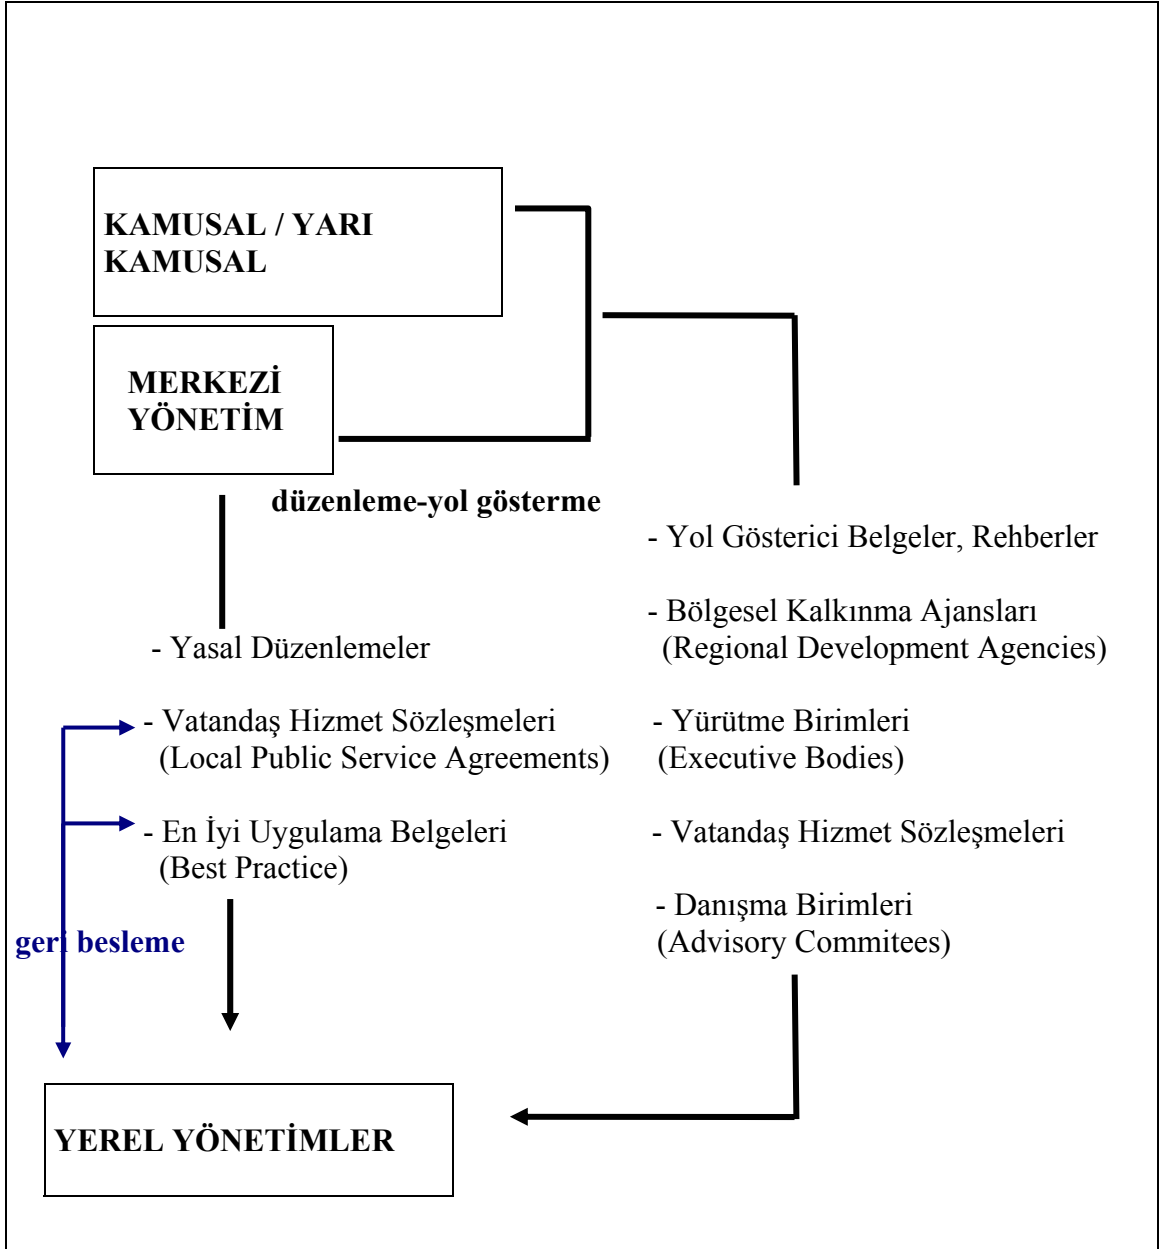 KAMUSAL / YARI
KAMUSAL
MERKEZİ
YÖNETİM
düzenleme-yol gösterme
- Yasal Düzenlemeler
- Vatandaş Hizmet Sözleşmeleri
(Local Public Service Agreements)
- En İyi Uygulama Belgeleri
(Best Practice)
geri besleme
- Yol Gösterici Belgeler, Rehberler
- Bölgesel Kalkınma Ajansları
(Regional Development Agencies)
- Yürütme Birimleri
(Executive Bodies)
- Vatandaş Hizmet Sözleşmeleri
- Danışma Birimleri
(Advisory Commitees)
YEREL YÖNETİMLER